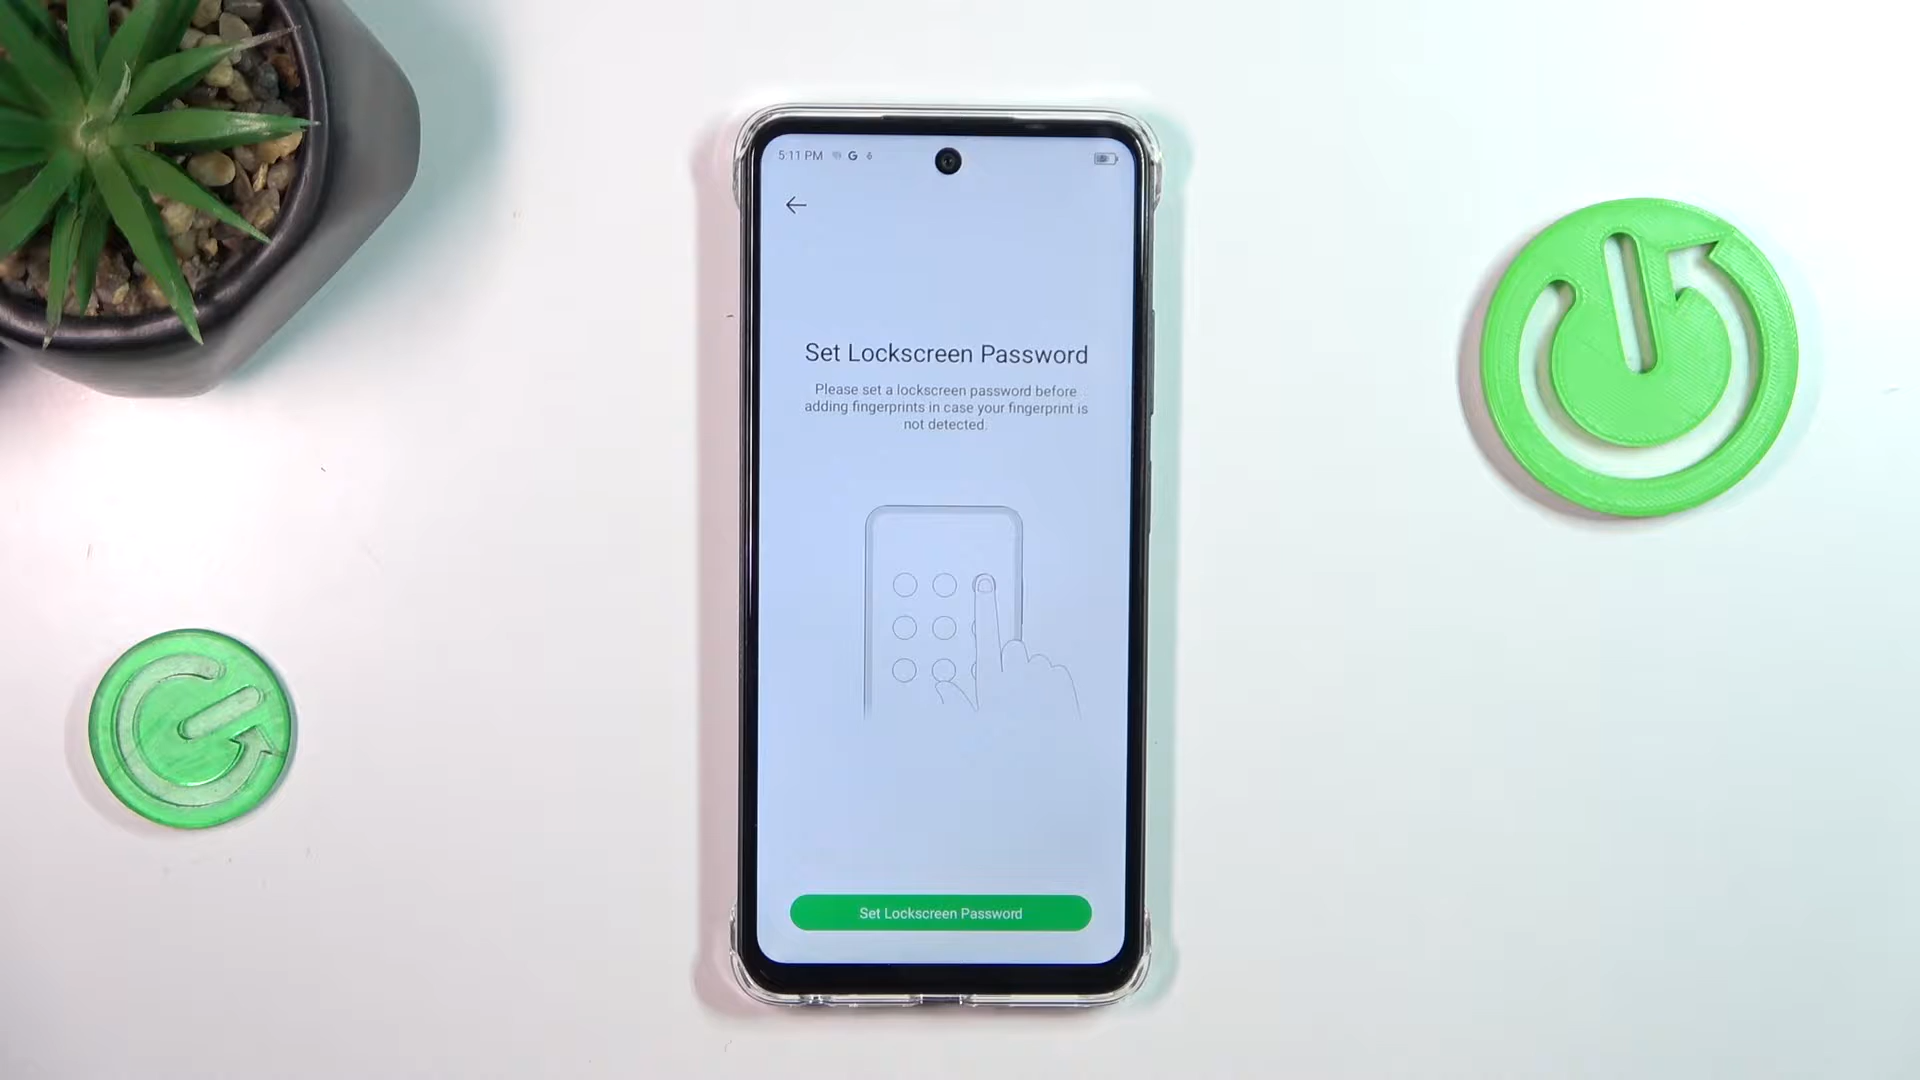 5:11 PM G
Set Lockscreen Password
Please set a lockscreen password before
adding fingerprints in case your fingerprint is
not detected.
Set Lockscreen Password